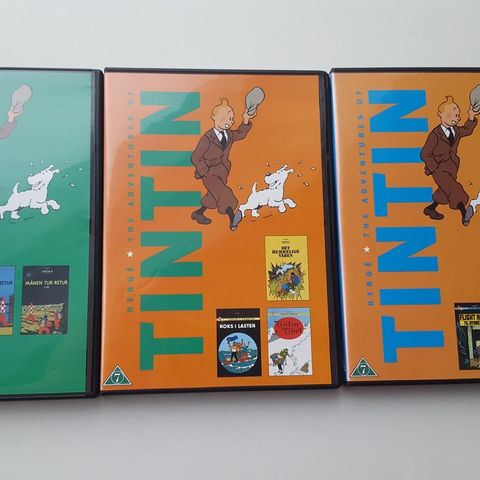 RETUR
MÅNEN TUR-RETUR
HERGÉ ★ THE ADVENTURES OF
TINTIN
DET
HEMMELIGE
VÅBEN
KOKS I LASTEN
Tintin
Tibet
7
HERGÉ ★ THE ADVENTURES OF
TINTIN
FLIGHT
7